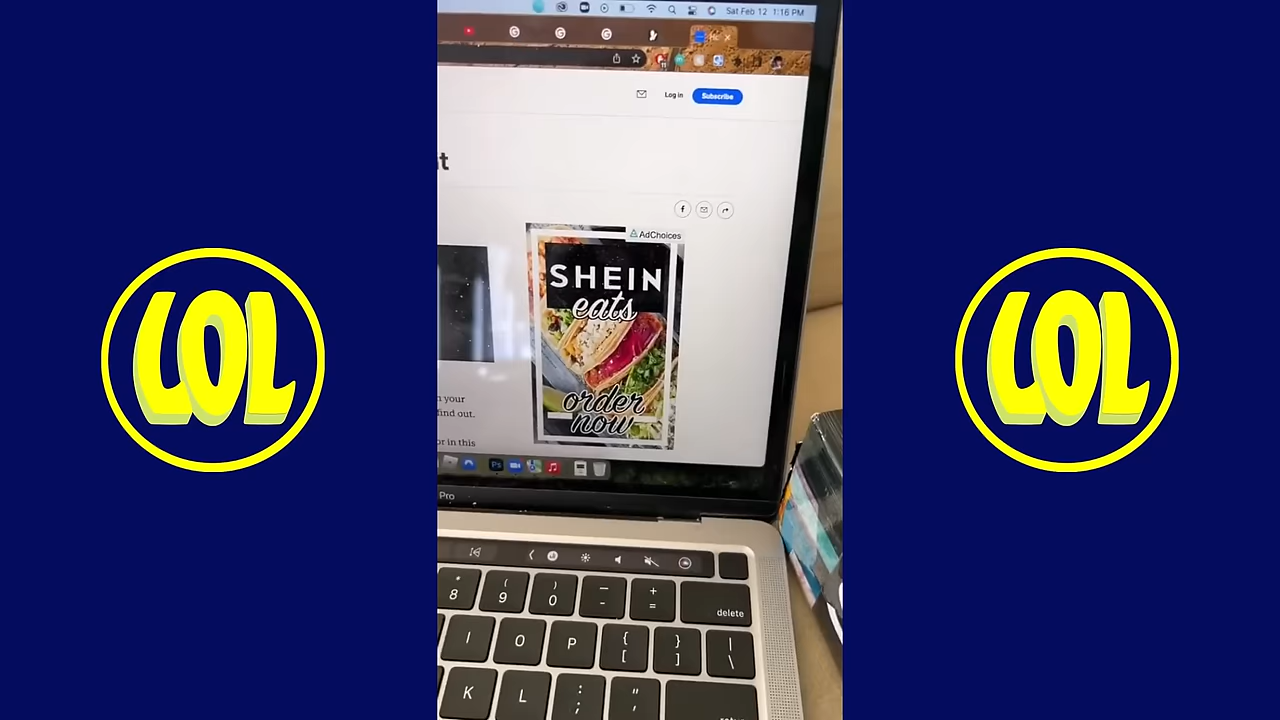 LOL
Sat Feb 12 1:16 PM
Log in
Subscribe
AdChoices
SHEIN
eats
order
now
your
find out.
or in this
Ps
Pro
* 8
( 9
) 0
— -
+ =
delete
I
O
P
{ [
} ]
| \
K
L
: ;
" '
LOL